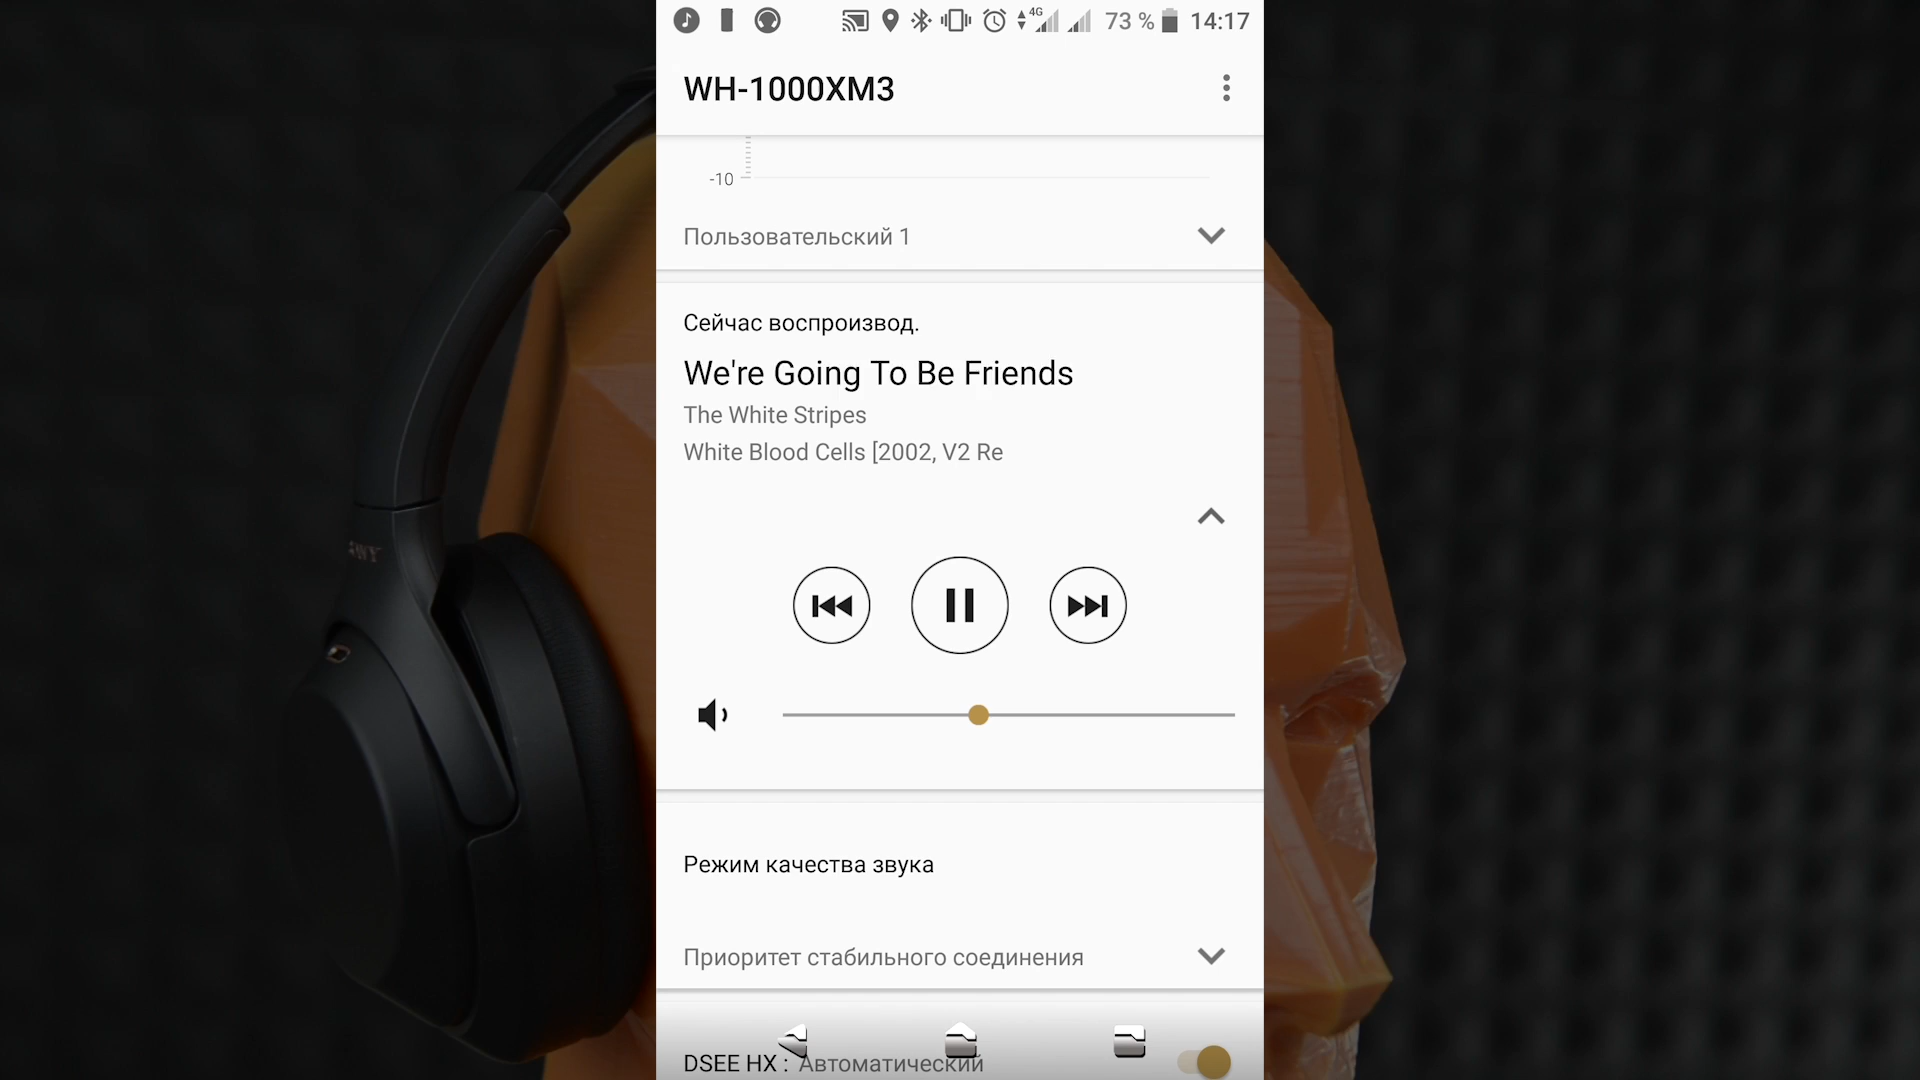 4G 73 % 14:17
WH-1000XM3
-10
Пользовательский 1
Сейчас воспроизвод.
We're Going To Be Friends
The White Stripes
White Blood Cells [2002, V2 Re
Режим качества звука
Приоритет стабильного соединения
DSEE HX : Автоматический